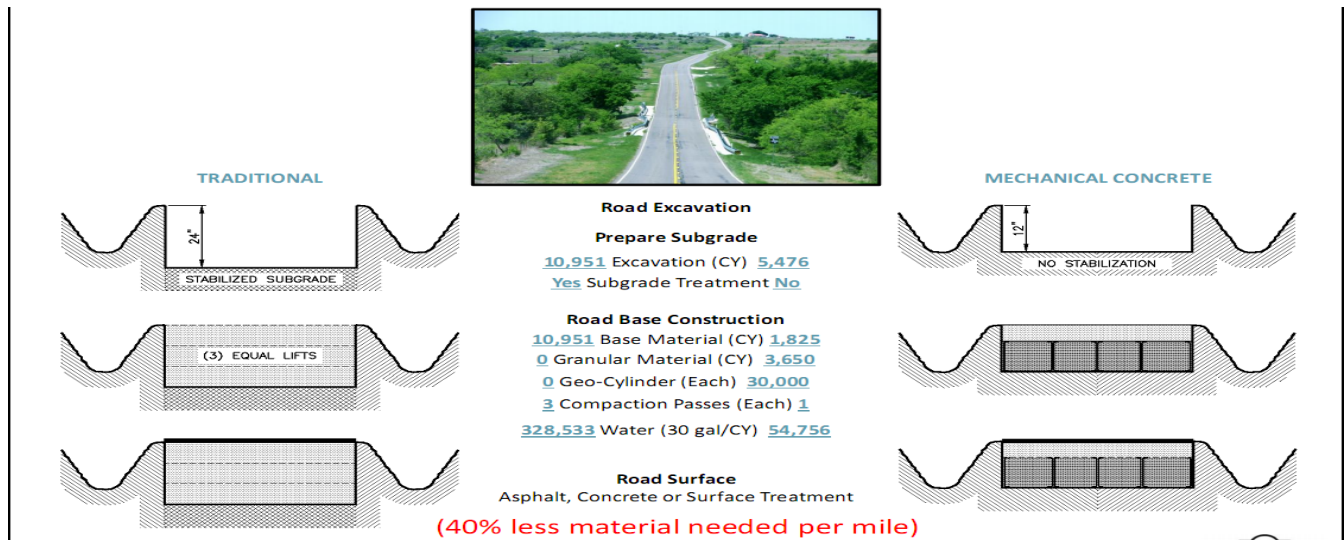 TRADITIONAL
MECHANICAL CONCRETE
24"
STABILIZED SUBGRADE
(3) EQUAL LIFTS
Road Excavation
Prepare Subgrade
10,951 Excavation (CY) 5,476
Yes Subgrade Treatment No
Road Base Construction
10,951 Base Material (CY) 1,825
0 Granular Material (CY) 3,650
0 Geo-Cylinder (Each) 30,000
3 Compaction Passes (Each) 1
328,533 Water (30 gal/CY) 54,756
Road Surface
Asphalt, Concrete or Surface Treatment
(40% less material needed per mile)
12"
NO STABILIZATION